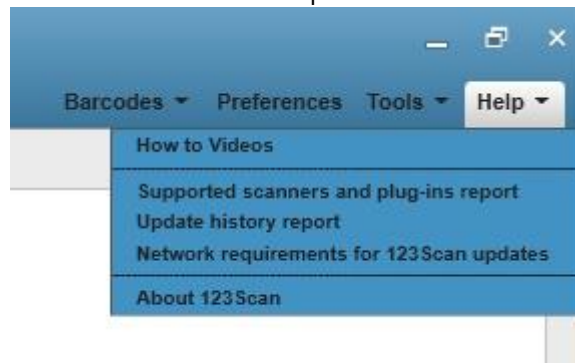 Barcodes Preferences Tools Help
How to Videos
Supported scanners and plug-ins report
Update history report
Network requirements for 123Scan updates
About 123Scan